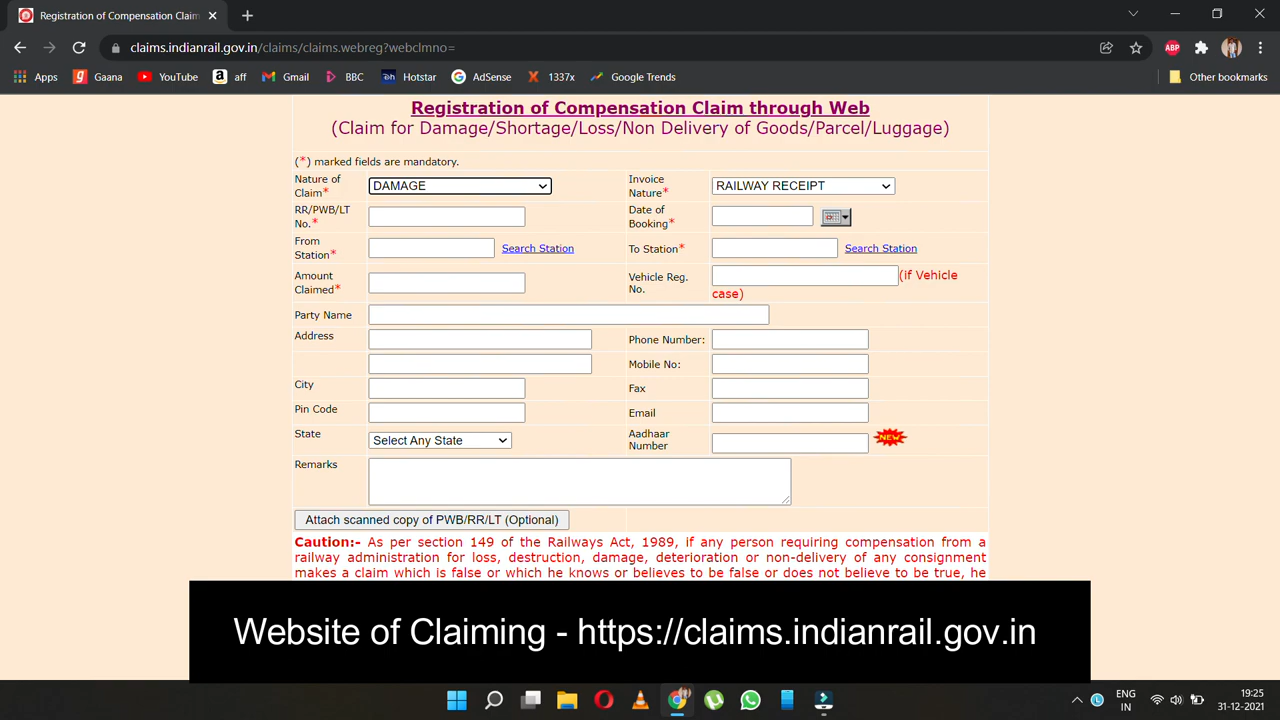 Registration of Compensation Claim
claims.indianrail.gov.in/claims/claims.webreg?webclmno=
ABP
Apps Gaana YouTube aff Gmail BBC Hotstar AdSense 1337x Google Trends Other bookmarks
Registration of Compensation Claim through Web
(Claim for Damage/Shortage/Loss/Non Delivery of Goods/Parcel/Luggage)
(*) marked fields are mandatory.
Nature of Claim* DAMAGE Invoice Nature* RAILWAY RECEIPT
RR/PWB/LT No.* Date of Booking*
From Station* Search Station To Station* Search Station
Amount Claimed* Vehicle Reg. No. (if Vehicle case)
Party Name
Address Phone Number:
Mobile No:
City Fax
Pin Code Email
State Select Any State Aadhaar Number NEW
Remarks
Attach scanned copy of PWB/RR/LT (Optional)
Caution:- As per section 149 of the Railways Act, 1989, if any person requiring compensation from a
railway administration for loss, destruction, damage, deterioration or non-delivery of any consignment
makes a claim which is false or which he knows or believes to be false or does not believe to be true, he
Website of Claiming - https://claims.indianrail.gov.in
ENG 19:25
IN 31-12-2021